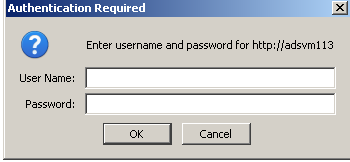 Authentication Required
Enter username and password for http://adsvm113
User Name:
Password:
OK
Cancel